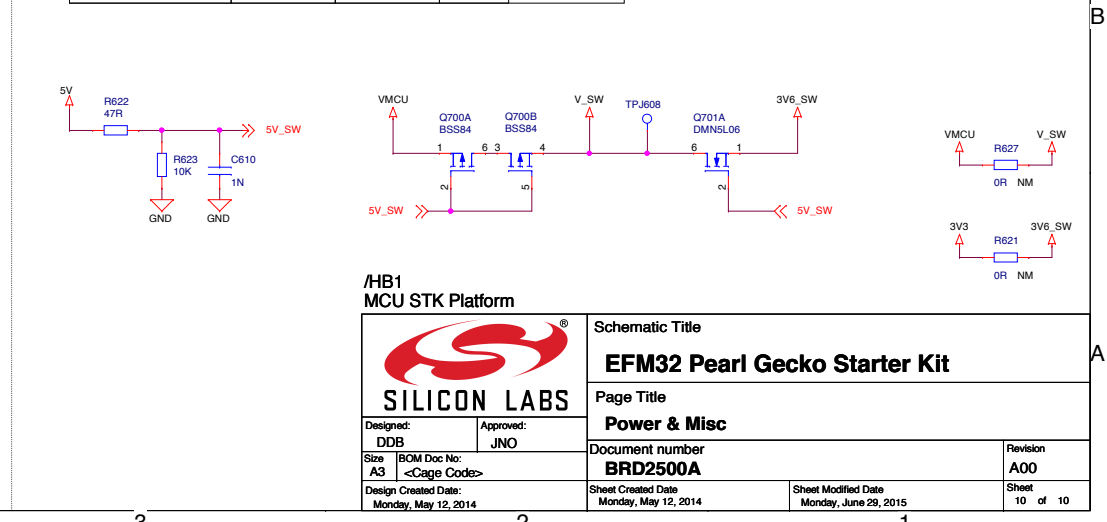 B
5V
R622
47R
5V_SW
R623
10K
C610
1N
GND
GND
VMCU
Q700A
BSS84
Q700B
BSS84
V_SW
TPJ608
Q701A
DMN5L06
3V6_SW
1
6
3
4
6
1
2
5
2
5V_SW
5V_SW
VMCU
V_SW
R627
0R NM
3V3
3V6_SW
R621
0R NM
/HB1
MCU STK Platform
®
SILICON LABS
Schematic Title
EFM32 Pearl Gecko Starter Kit
A
Page Title
Power & Misc
Designed:
DDB
Approved:
JNO
Document number
BRD2500A
Revision
A00
Size
A3
BOM Doc No:
<Cage Code>
Design Created Date:
Monday, May 12, 2014
Sheet Created Date
Monday, May 12, 2014
Sheet Modified Date
Monday, June 29, 2015
Sheet
10 of 10